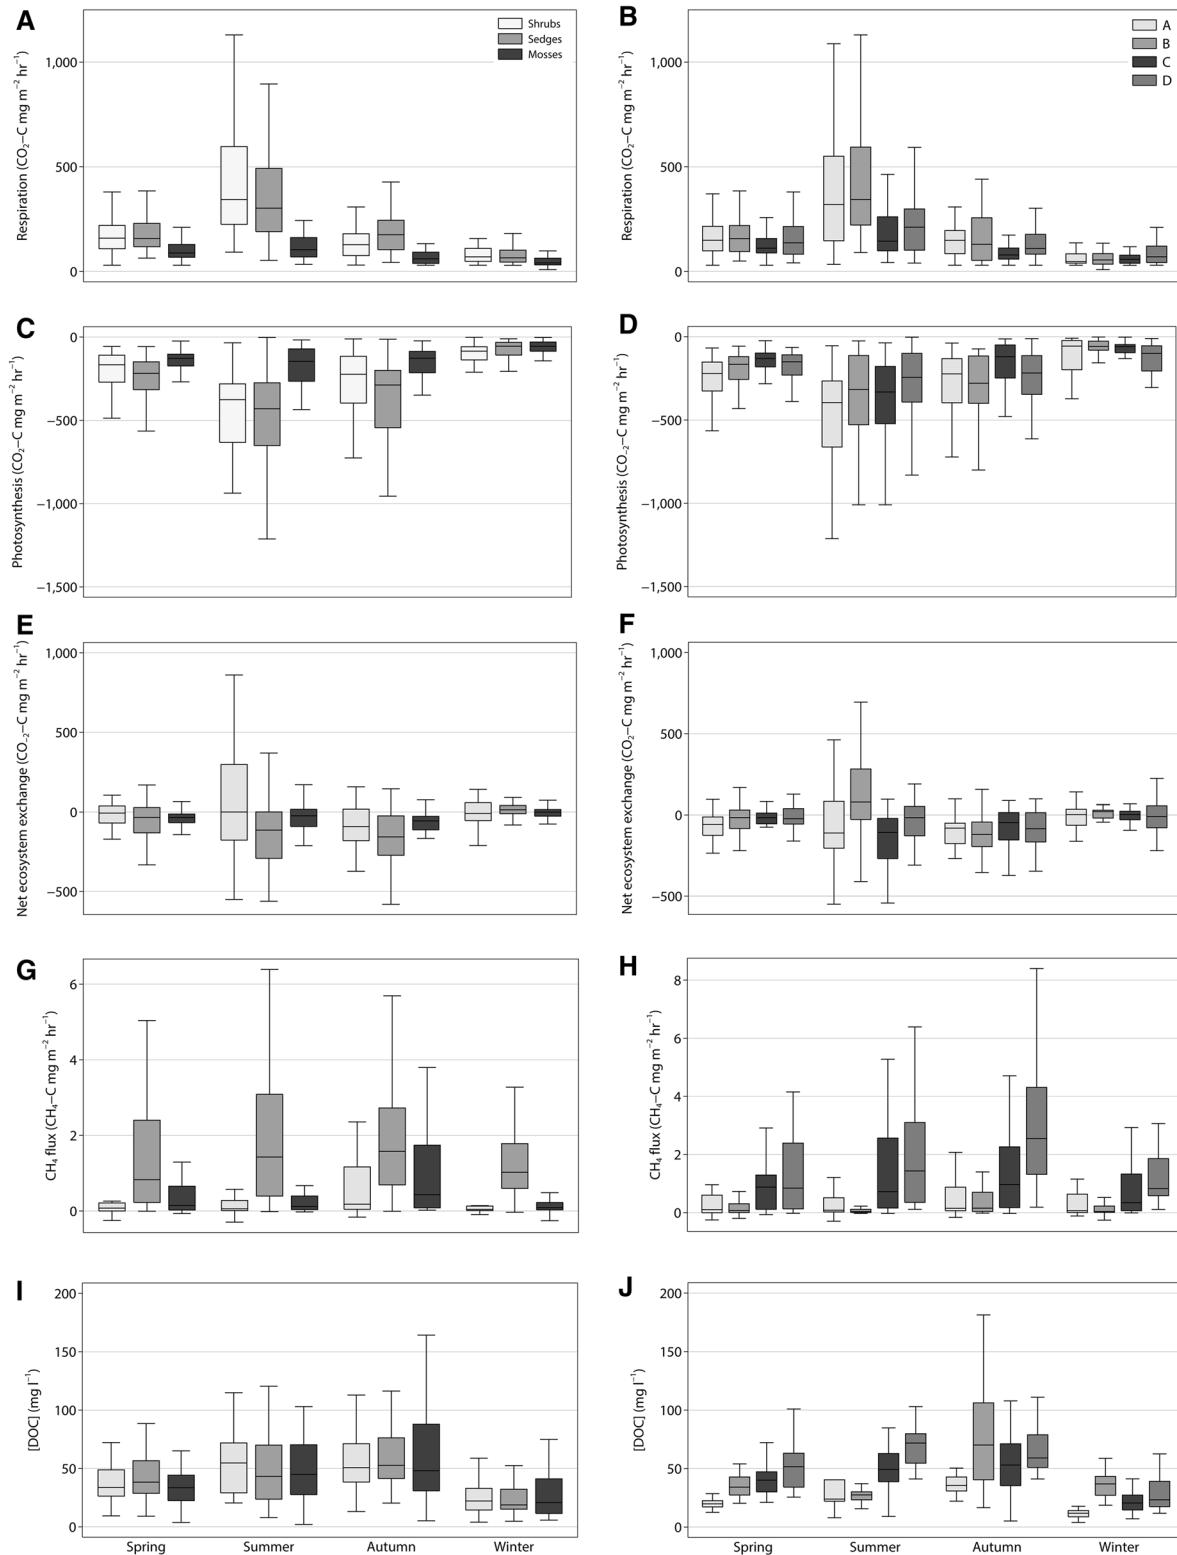 A
Shrubs
Sedges
Mosses
Respiration (CO₂–C mg m⁻² hr⁻¹)
1,000
500
0
B
A
B
C
D
Respiration (CO₂–C mg m⁻² hr⁻¹)
1,000
500
0
C
Photosynthesis (CO₂–C mg m⁻² hr⁻¹)
0
−500
−1,000
−1,500
D
Photosynthesis (CO₋₂–C mg m⁻² hr⁻¹)
0
−500
−1,000
−1,500
E
Net ecosystem exchange (CO₋₂–C mg m⁻² hr⁻¹)
1,000
500
0
−500
F
Net ecosystem exchange (CO₂–C mg m⁻² hr⁻¹)
1,000
500
0
−500
G
CH₄ flux (CH₄–C mg m⁻² hr⁻¹)
6
4
2
0
H
CH₄ flux (CH₄–C mg m⁻² hr⁻¹)
8
6
4
2
0
I
[DOC] (mg l⁻¹)
200
150
100
50
0
Spring Summer Autumn Winter
J
[DOC] (mg l⁻¹)
200
150
100
50
0
Spring Summer Autumn Winter